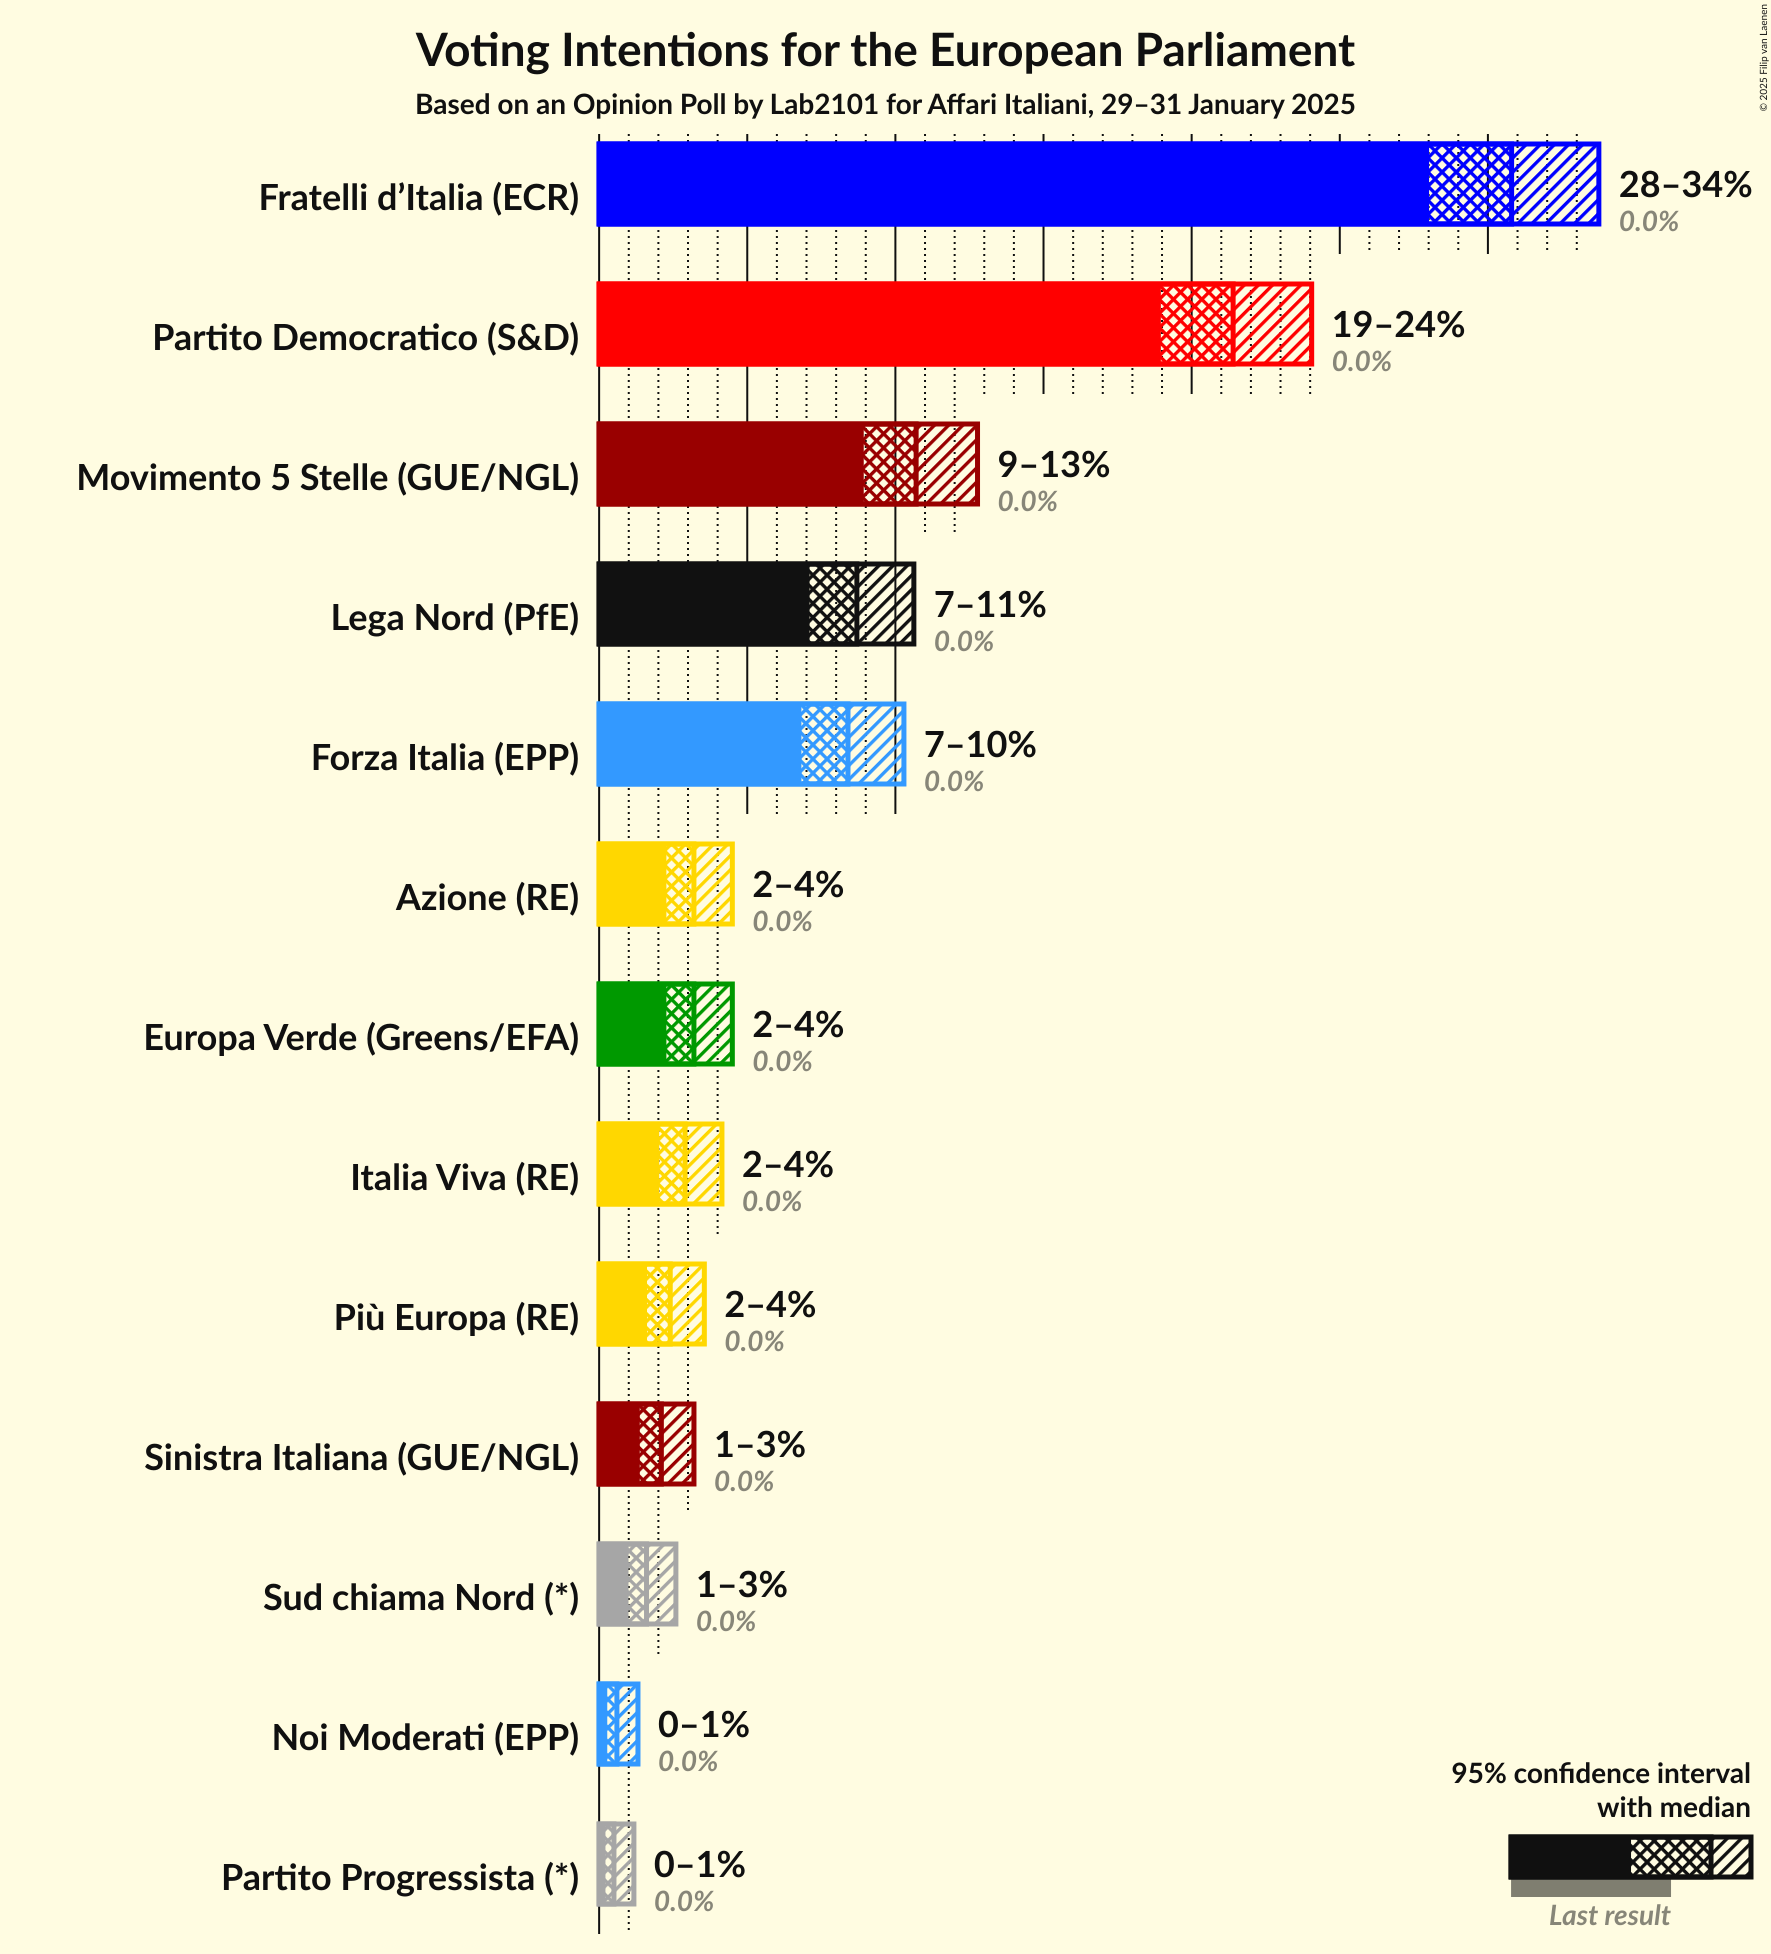 Voting Intentions for the European Parliament
Based on an Opinion Poll by Lab2101 for Affari Italiani, 29–31 January 2025
© 2025 Filip van Laenen
Fratelli d’Italia (ECR)
28–34%
0.0%
Partito Democratico (S&D)
19–24%
0.0%
Movimento 5 Stelle (GUE/NGL)
9–13%
0.0%
Lega Nord (PfE)
7–11%
0.0%
Forza Italia (EPP)
7–10%
0.0%
Azione (RE)
2–4%
0.0%
Europa Verde (Greens/EFA)
2–4%
0.0%
Italia Viva (RE)
2–4%
0.0%
Più Europa (RE)
2–4%
0.0%
Sinistra Italiana (GUE/NGL)
1–3%
0.0%
Sud chiama Nord (*)
1–3%
0.0%
Noi Moderati (EPP)
0–1%
0.0%
Partito Progressista (*)
0–1%
0.0%
95% confidence interval
with median
Last result